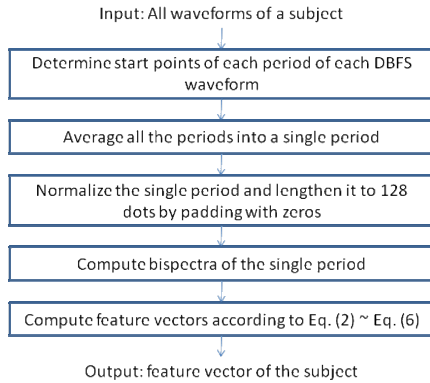 Input: All waveforms of a subject
Determine start points of each period of each DBFS
waveform
Average all the periods into a single period
Normalize the single period and lengthen it to 128
dots by padding with zeros
Compute bispectra of the single period
Compute feature vectors according to Eq. (2) ~ Eq. (6)
Output: feature vector of the subject